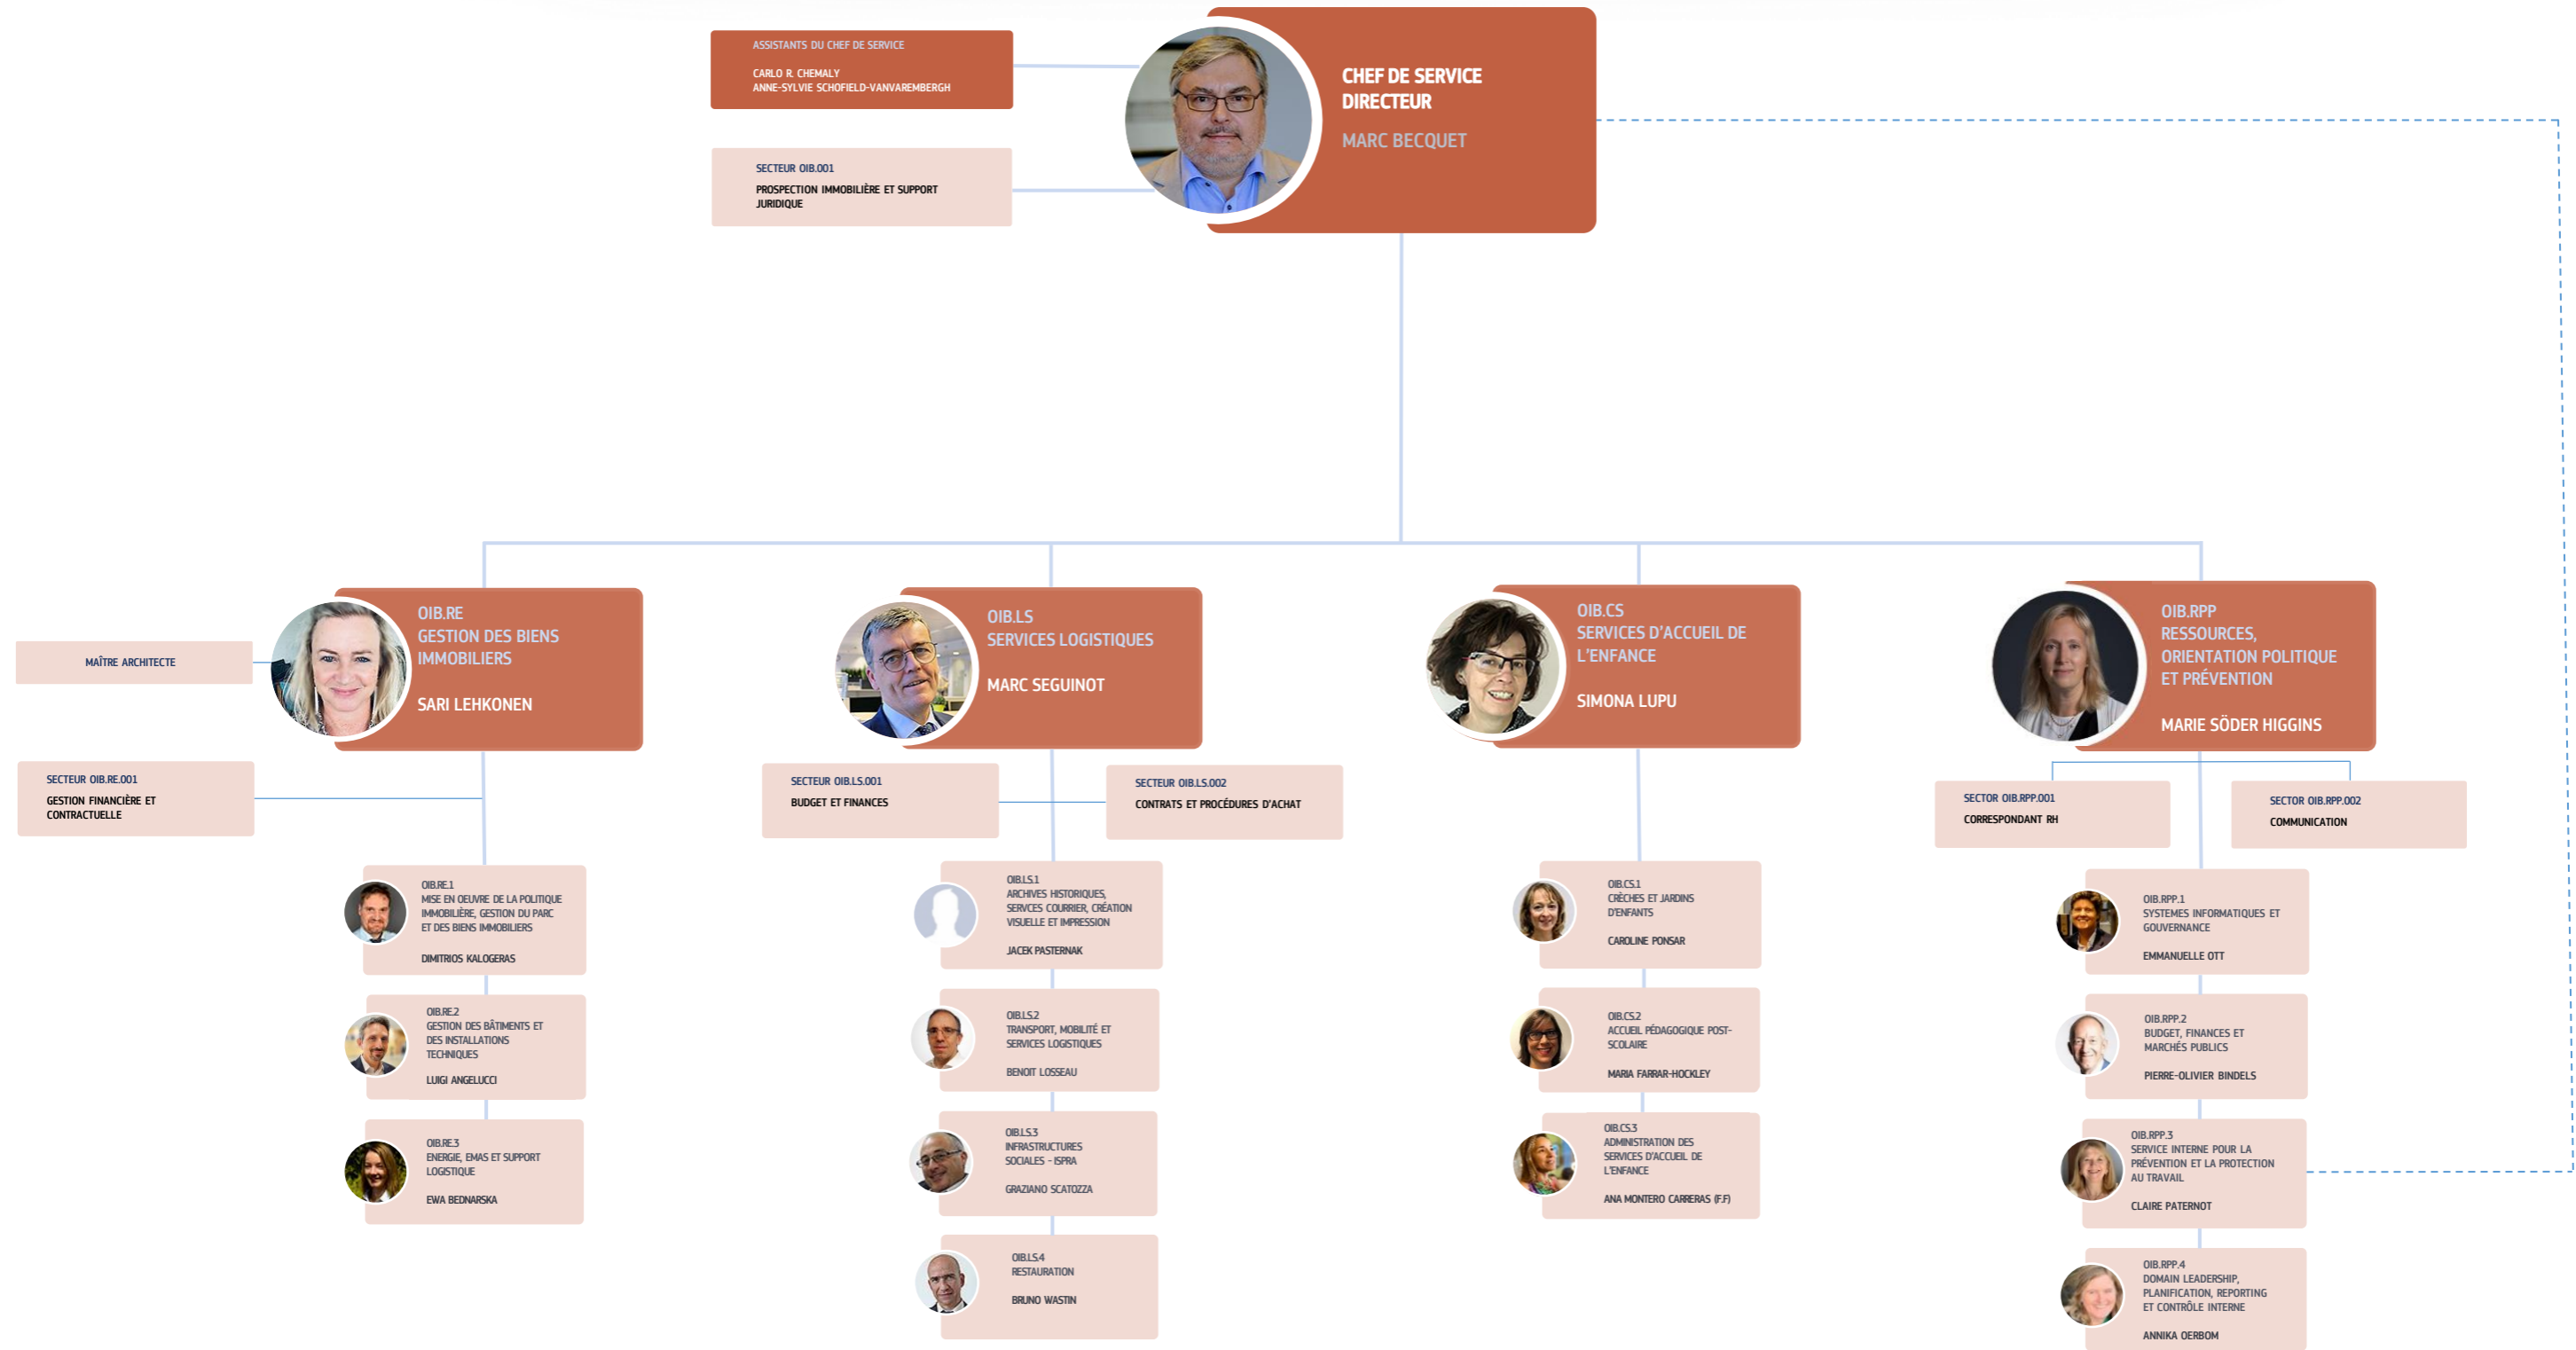 ASSISTANTS DU CHEF DE SERVICE
CARLO R. CHEMALY
ANNE-SYLVIE SCHOFIELD-VANVAREMBERGH
CHEF DE SERVICE
DIRECTEUR
MARC BECQUET
SECTEUR OIB.001
PROSPECTION IMMOBILIÈRE ET SUPPORT
JURIDIQUE
MAÎTRE ARCHITECTE
OIB.RE
GESTION DES BIENS
IMMOBILIERS
SARI LEHKONEN
SECTEUR OIB.RE.001
GESTION FINANCIÈRE ET
CONTRACTUELLE
OIB.RE.1
MISE EN OEUVRE DE LA POLITIQUE
IMMOBILIÈRE, GESTION DU PARC
ET DES BIENS IMMOBILIERS
DIMITRIOS KALOGERAS
OIB.RE.2
GESTION DES BÂTIMENTS ET
DES INSTALLATIONS
TECHNIQUES
LUIGI ANGELUCCI
OIB.RE.3
ENERGIE, EMAS ET SUPPORT
LOGISTIQUE
EWA BEDNARSKA
OIB.LS
SERVICES LOGISTIQUES
MARC SEGUINOT
SECTEUR OIB.LS.001
BUDGET ET FINANCES
SECTEUR OIB.LS.002
CONTRATS ET PROCÉDURES D'ACHAT
OIB.LS.1
ARCHIVES HISTORIQUES,
SERVCES COURRIER, CRÉATION
VISUELLE ET IMPRESSION
JACEK PASTERNAK
OIB.LS.2
TRANSPORT, MOBILITÉ ET
SERVICES LOGISTIQUES
BENOIT LOSSEAU
OIB.LS.3
INFRASTRUCTURES
SOCIALES - ISPRA
GRAZIANO SCATOZZA
OIB.LS.4
RESTAURATION
BRUNO WASTIN
OIB.CS
SERVICES D'ACCUEIL DE
L'ENFANCE
SIMONA LUPU
OIB.CS.1
CRÈCHES ET JARDINS
D'ENFANTS
CAROLINE PONSAR
OIB.CS.2
ACCUEIL PÉDAGOGIQUE POST-
SCOLAIRE
MARIA FARRAR-HOCKLEY
OIB.CS.3
ADMINISTRATION DES
SERVICES D'ACCUEIL DE
L'ENFANCE
ANA MONTERO CARRERAS (F.F)
OIB.RPP
RESSOURCES,
ORIENTATION POLITIQUE
ET PRÉVENTION
MARIE SÖDER HIGGINS
SECTOR OIB.RPP.001
CORRESPONDANT RH
SECTOR OIB.RPP.002
COMMUNICATION
OIB.RPP.1
SYSTEMES INFORMATIQUES ET
GOUVERNANCE
EMMANUELLE OTT
OIB.RPP.2
BUDGET, FINANCES ET
MARCHÉS PUBLICS
PIERRE-OLIVIER BINDELS
OIB.RPP.3
SERVICE INTERNE POUR LA
PRÉVENTION ET LA PROTECTION
AU TRAVAIL
CLAIRE PATERNOT
OIB.RPP.4
DOMAIN LEADERSHIP,
PLANIFICATION, REPORTING
ET CONTRÔLE INTERNE
ANNIKA OERBOM